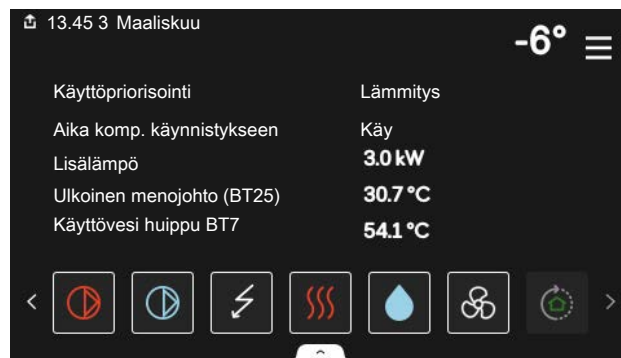 13.45 3 Maaliskuu
-6°
Käyttöpriorisointi Lämmitys
Aika komp. käynnistykseen Käy
Lisälämpö 3.0 kW
Ulkoinen menojohto (BT25) 30.7 °C
Käyttövesi huippu BT7 54.1 °C